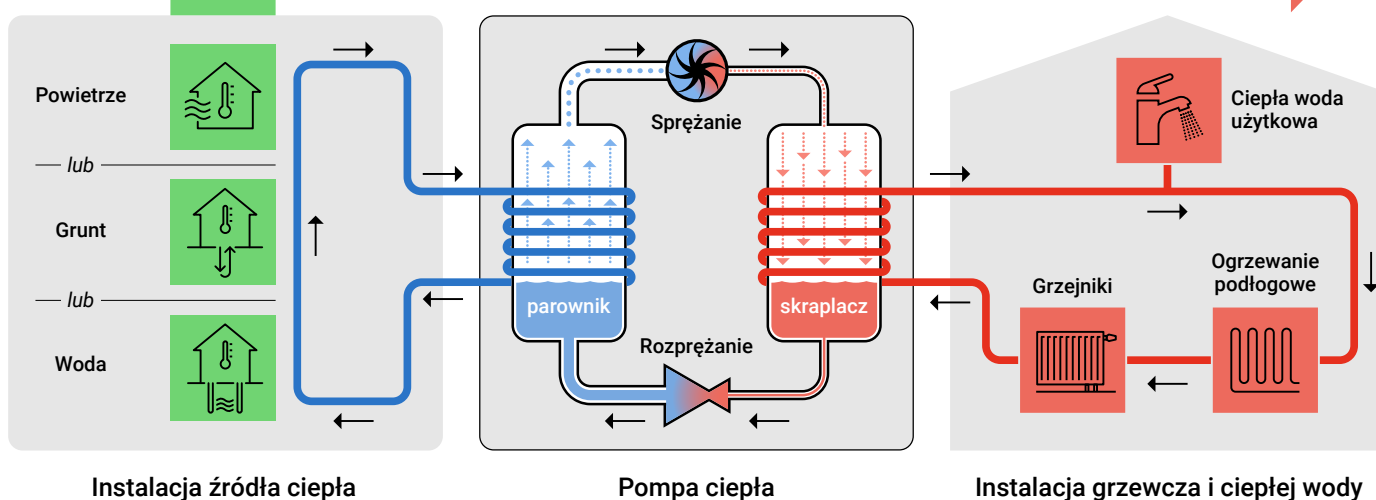 Powietrze
lub
Grunt
lub
Woda
Instalacja źródła ciepła
Sprężanie
parownik
skraplacz
Rozprężanie
Pompa ciepła
Ciepła woda
użytkowa
Grzejniki
Ogrzewanie
podłogowe
Instalacja grzewcza i ciepłej wody